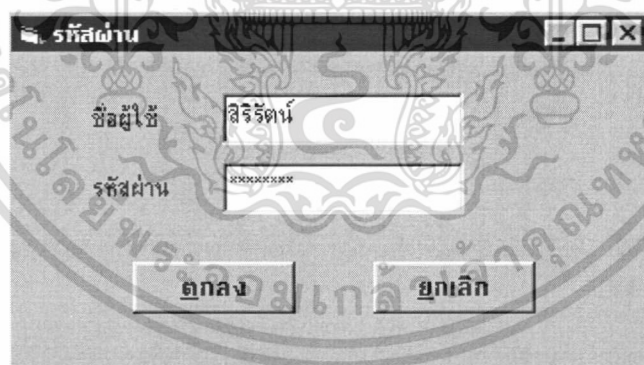 รหัสผ่าน
ชื่อผู้ใช้ สิริรัตน์
รหัสผ่าน ********
ตกลง ยกเลิก